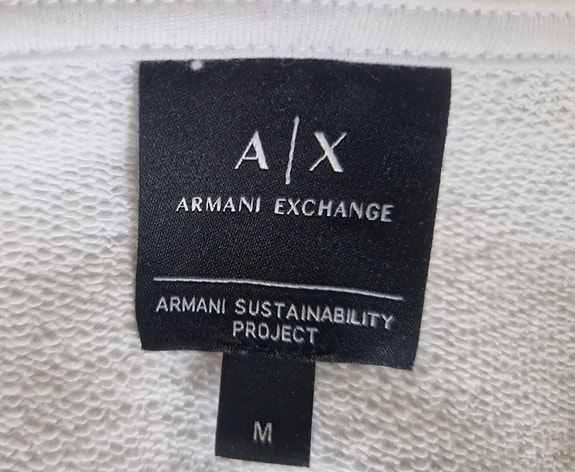 A|X
ARMANI EXCHANGE
ARMANI SUSTAINABILITY
PROJECT
M